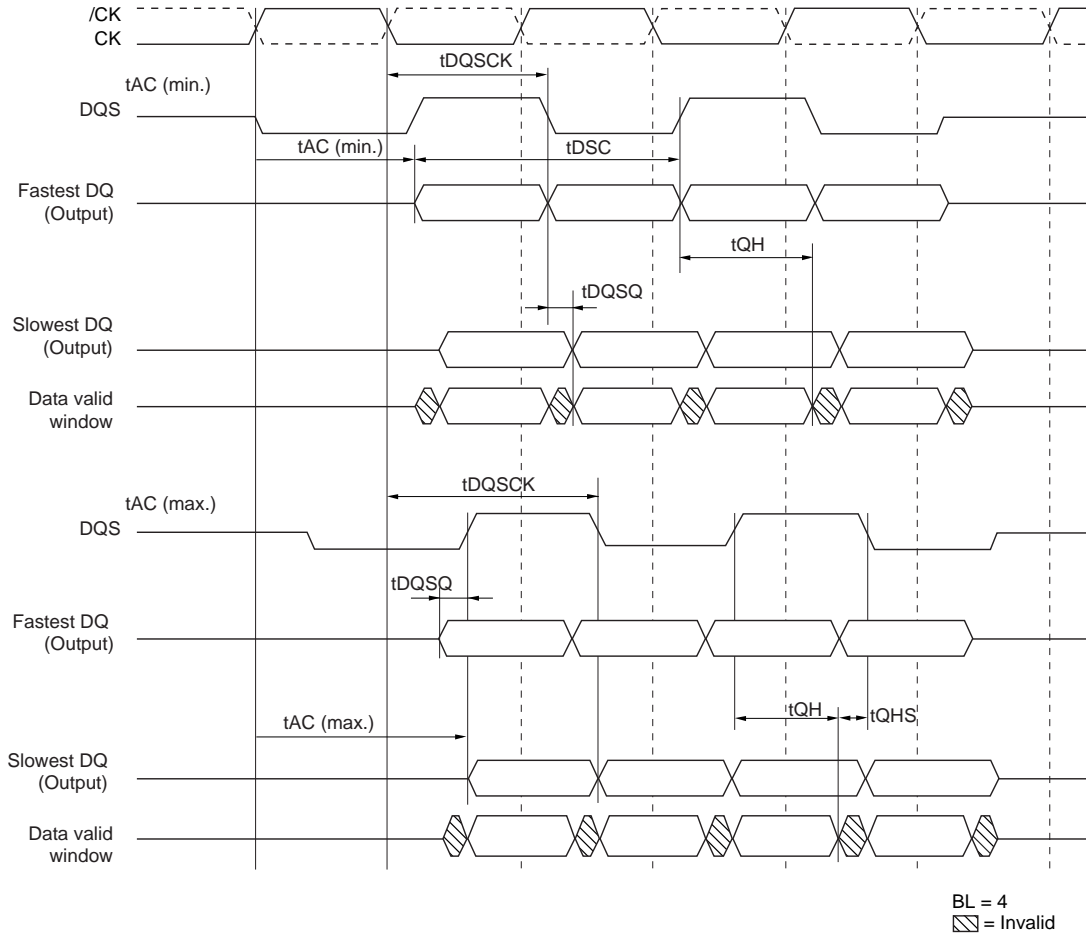 /CK
CK
tDQSCK
tAC (min.)
DQS
tAC (min.)
tDSC
Fastest DQ
(Output)
tQH
tDQSQ
Slowest DQ
(Output)
Data valid
window
tDQSCK
tAC (max.)
DQS
tDQSQ
Fastest DQ
(Output)
tQH
tQHS
tAC (max.)
Slowest DQ
(Output)
Data valid
window
BL = 4
= Invalid